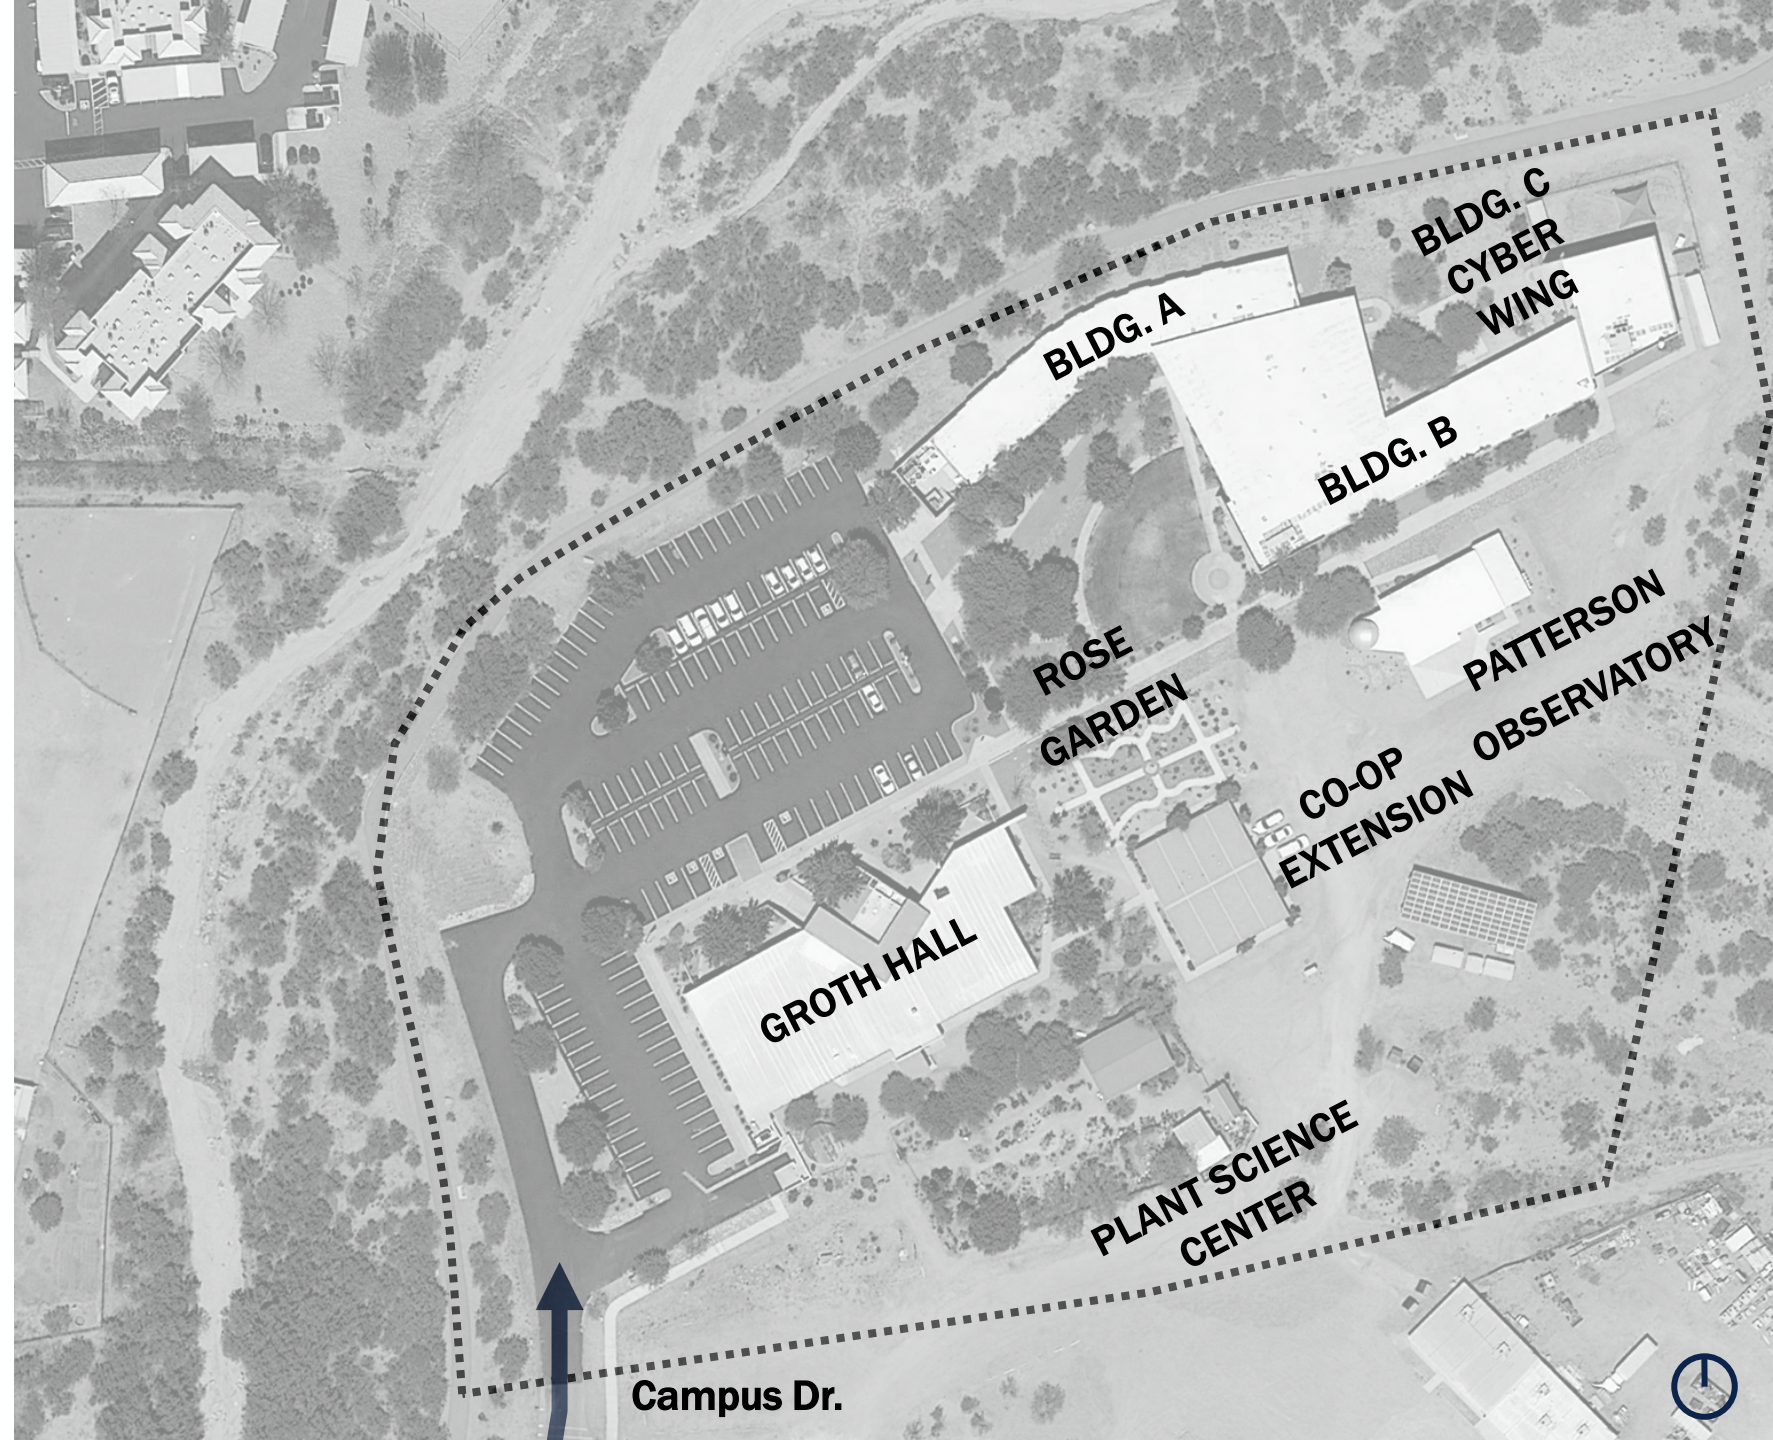 BLDG. C
CYBER
WING
BLDG. A
BLDG. B
PATTERSON
OBSERVATORY
ROSE
GARDEN
CO-OP
EXTENSION
GROTH HALL
PLANT SCIENCE
CENTER
Campus Dr.